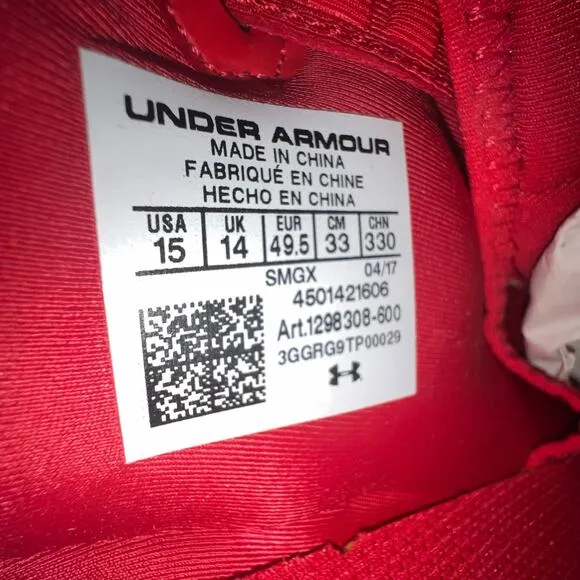 UNDER ARMOUR
MADE IN CHINA
FABRIQUÉ EN CHINE
HECHO EN CHINA
USA UK EUR CM CHN
15 14 49.5 33 330
SMGX 04/17
4501421606
Art.1298308-600
3GGRG9TP00029